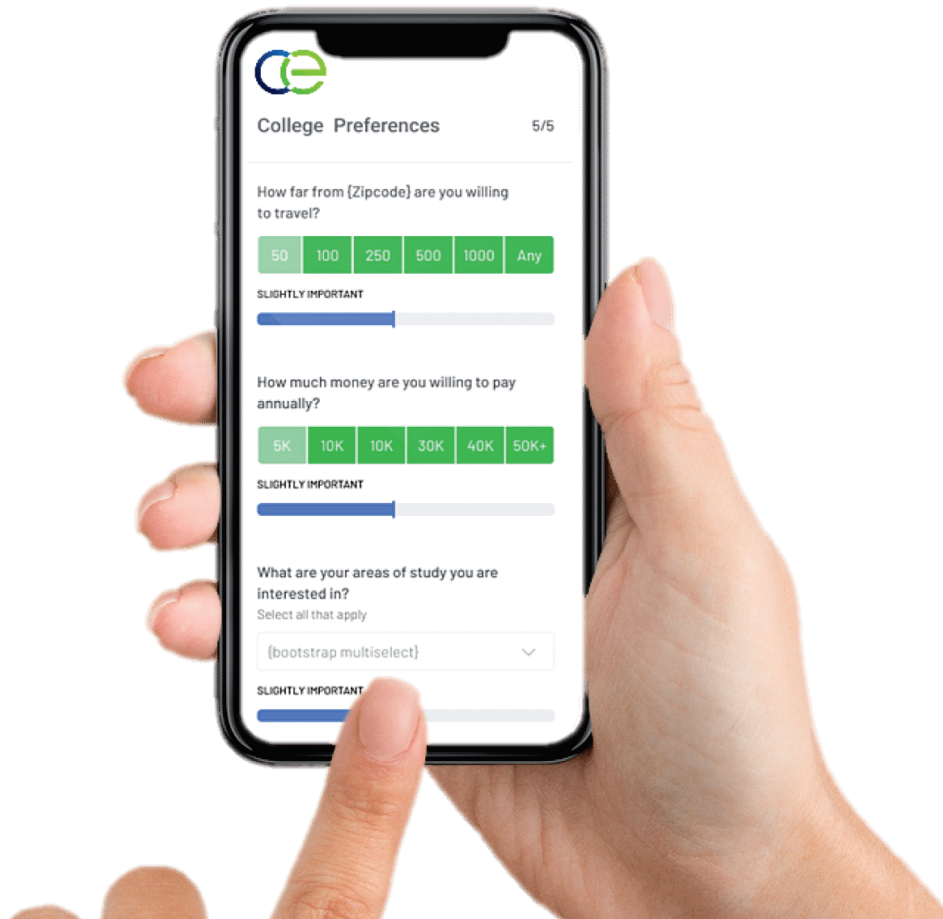 ce
College Preferences 5/5
How far from {Zipcode} are you willing
to travel?
50 100 250 500 1000 Any
SLIGHTLY IMPORTANT
How much money are you willing to pay
annually?
5K 10K 10K 30K 40K 50K+
SLIGHTLY IMPORTANT
What are your areas of study you are
interested in?
Select all that apply
{bootstrap multiselect}
SLIGHTLY IMPORTANT